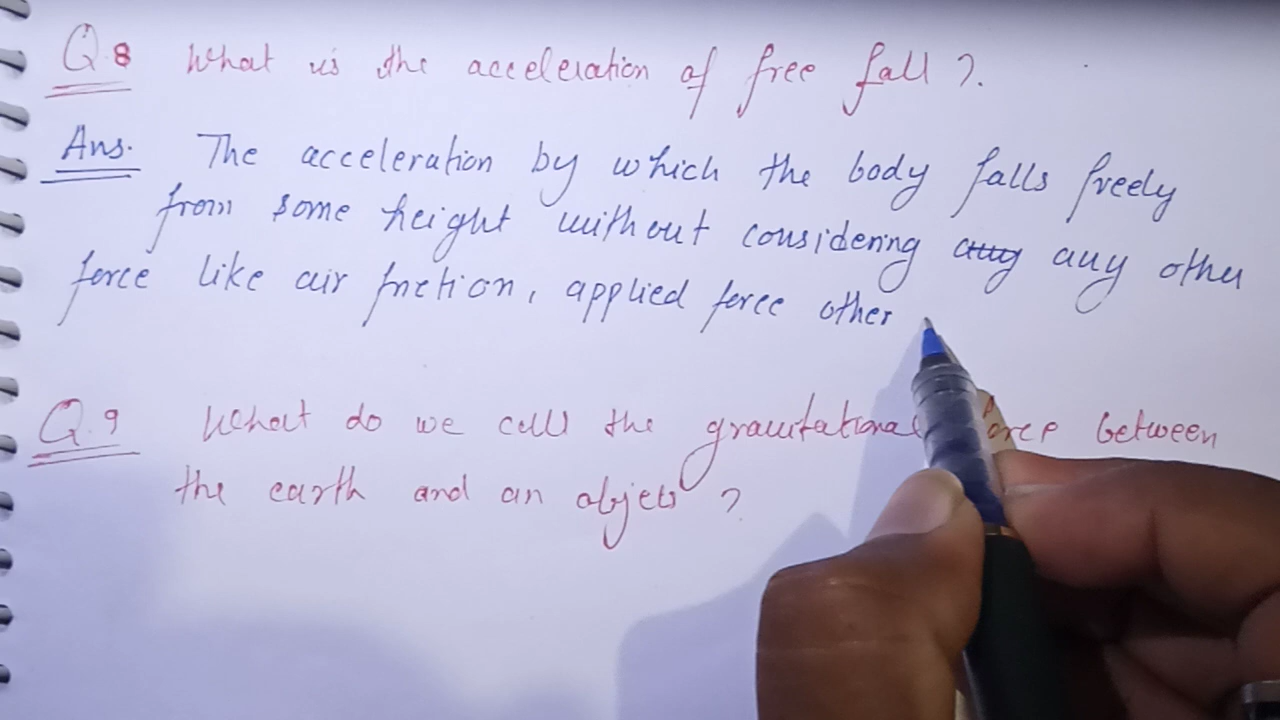 Q.8 What is the acceleration of free fall ?.
Ans. The acceleration by which the body falls freely
from some height without considering any any other
force like air friction, applied force other
Q.9 What do we call the gravitational force between
the earth and an object ?